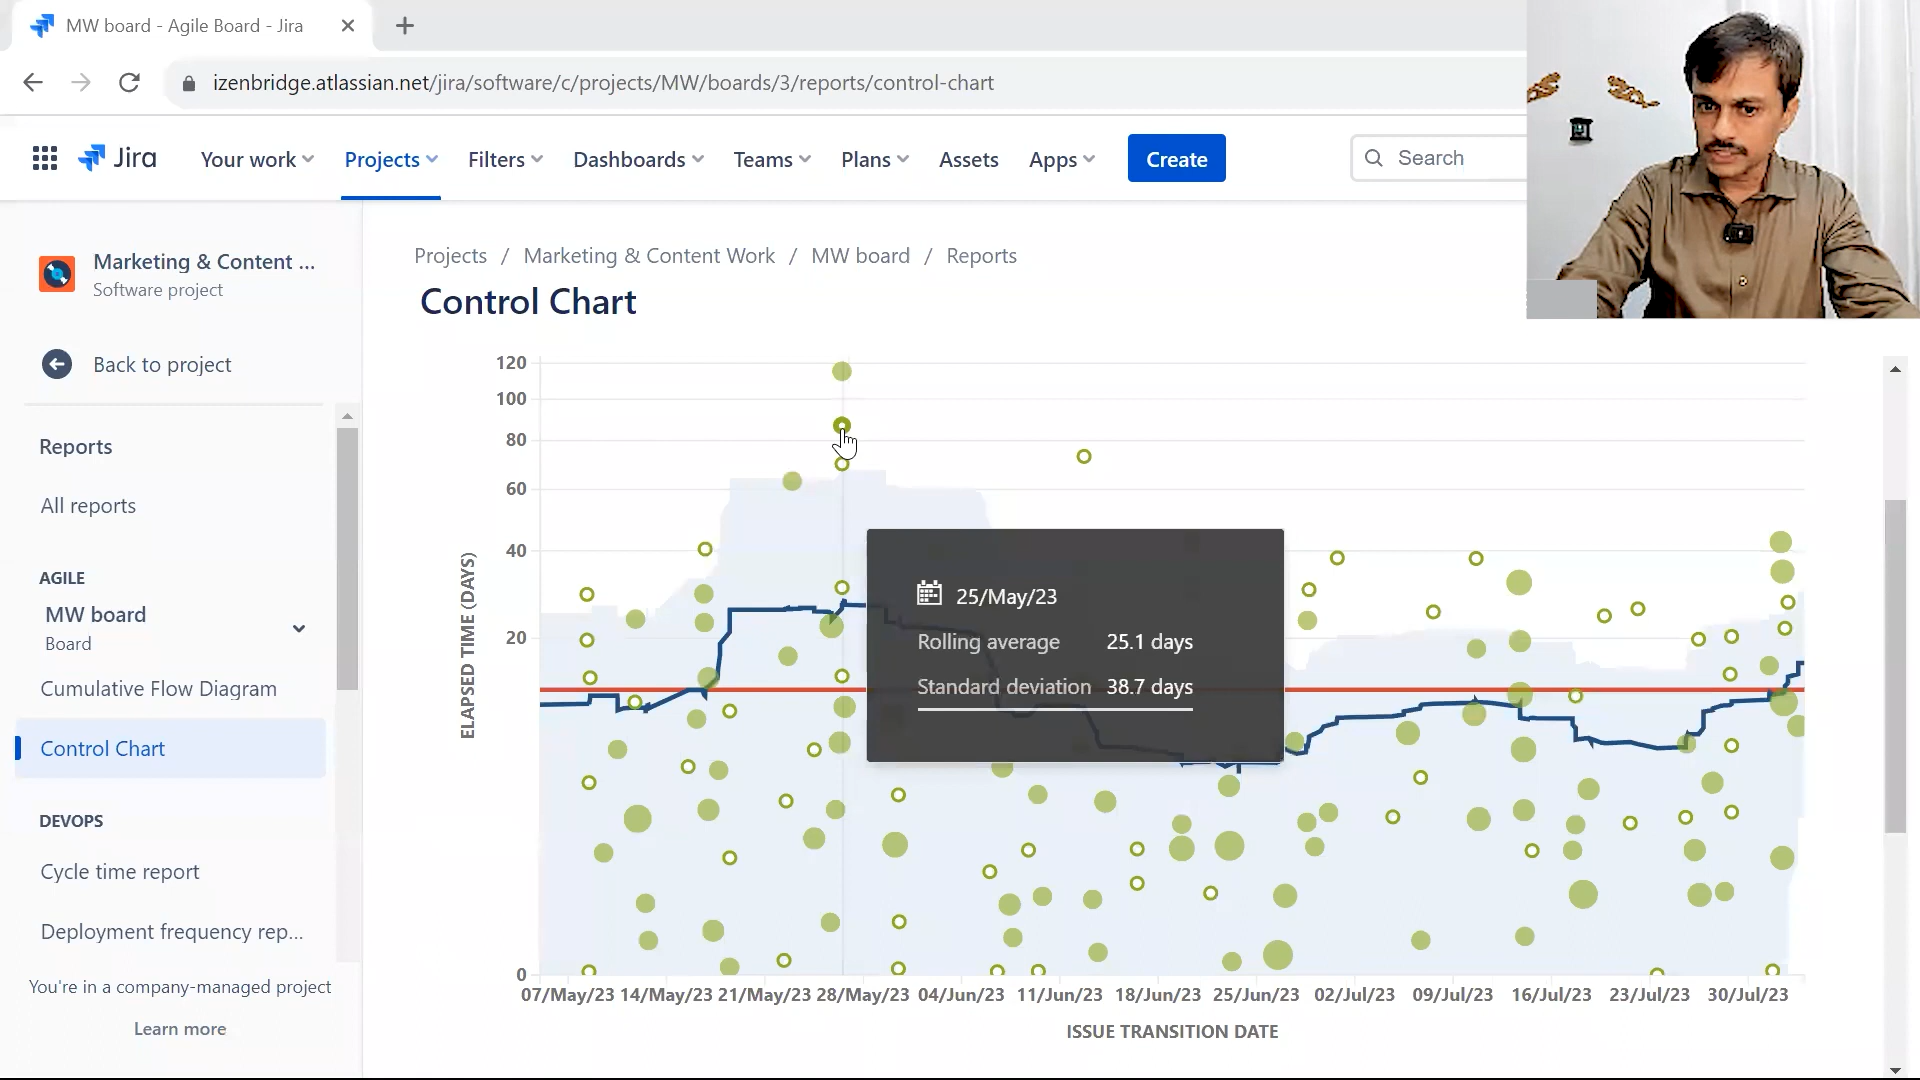 MW board - Agile Board - Jira
izenbridge.atlassian.net/jira/software/c/projects/MW/boards/3/reports/control-chart
Jira
Your work
Projects
Filters
Dashboards
Teams
Plans
Assets
Apps
Create
Search
Marketing & Content ...
Software project
Back to project
Reports
All reports
AGILE
MW board
Board
Cumulative Flow Diagram
Control Chart
DEVOPS
Cycle time report
Deployment frequency rep...
You're in a company-managed project
Learn more
Projects / Marketing & Content Work / MW board / Reports
Control Chart
120
100
80
60
40
20
0
ELAPSED TIME (DAYS)
25/May/23
Rolling average 25.1 days
Standard deviation 38.7 days
07/May/23 14/May/23 21/May/23 28/May/23 04/Jun/23 11/Jun/23 18/Jun/23 25/Jun/23 02/Jul/23 09/Jul/23 16/Jul/23 23/Jul/23 30/Jul/23
ISSUE TRANSITION DATE